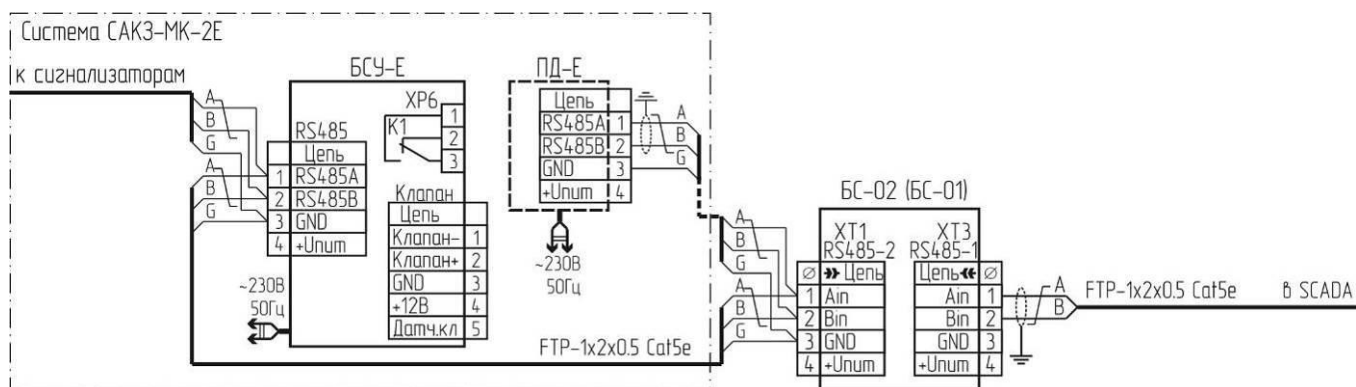 Система САКЗ-МК-2Е
к сигнализаторам
A
B
G
A
B
G
БСУ-Е
RS485
Цепь
1 RS485A
2 RS485B
3 GND
4 +Uпит
XP6
K1
1
2
3
Клапан
Цепь
Клапан- 1
Клапан+ 2
GND 3
+12В 4
Датч.кл 5
~230В
50Гц
ПД-Е
Цепь
RS485A 1
RS485B 2
GND 3
+Uпит 4
A
B
G
~230В
50Гц
FTP-1x2x0.5 Cat5e
A
B
G
A
B
G
БС-02 (БС-01)
XT1
RS485-2
Ø Цепь
1 Ain
2 Bin
3 GND
4 +Uпит
XT3
RS485-1
Цепь Ø
Ain 1
Bin 2
GND 3
+Uпит 4
A
B
FTP-1x2x0.5 Cat5e
в SCADA